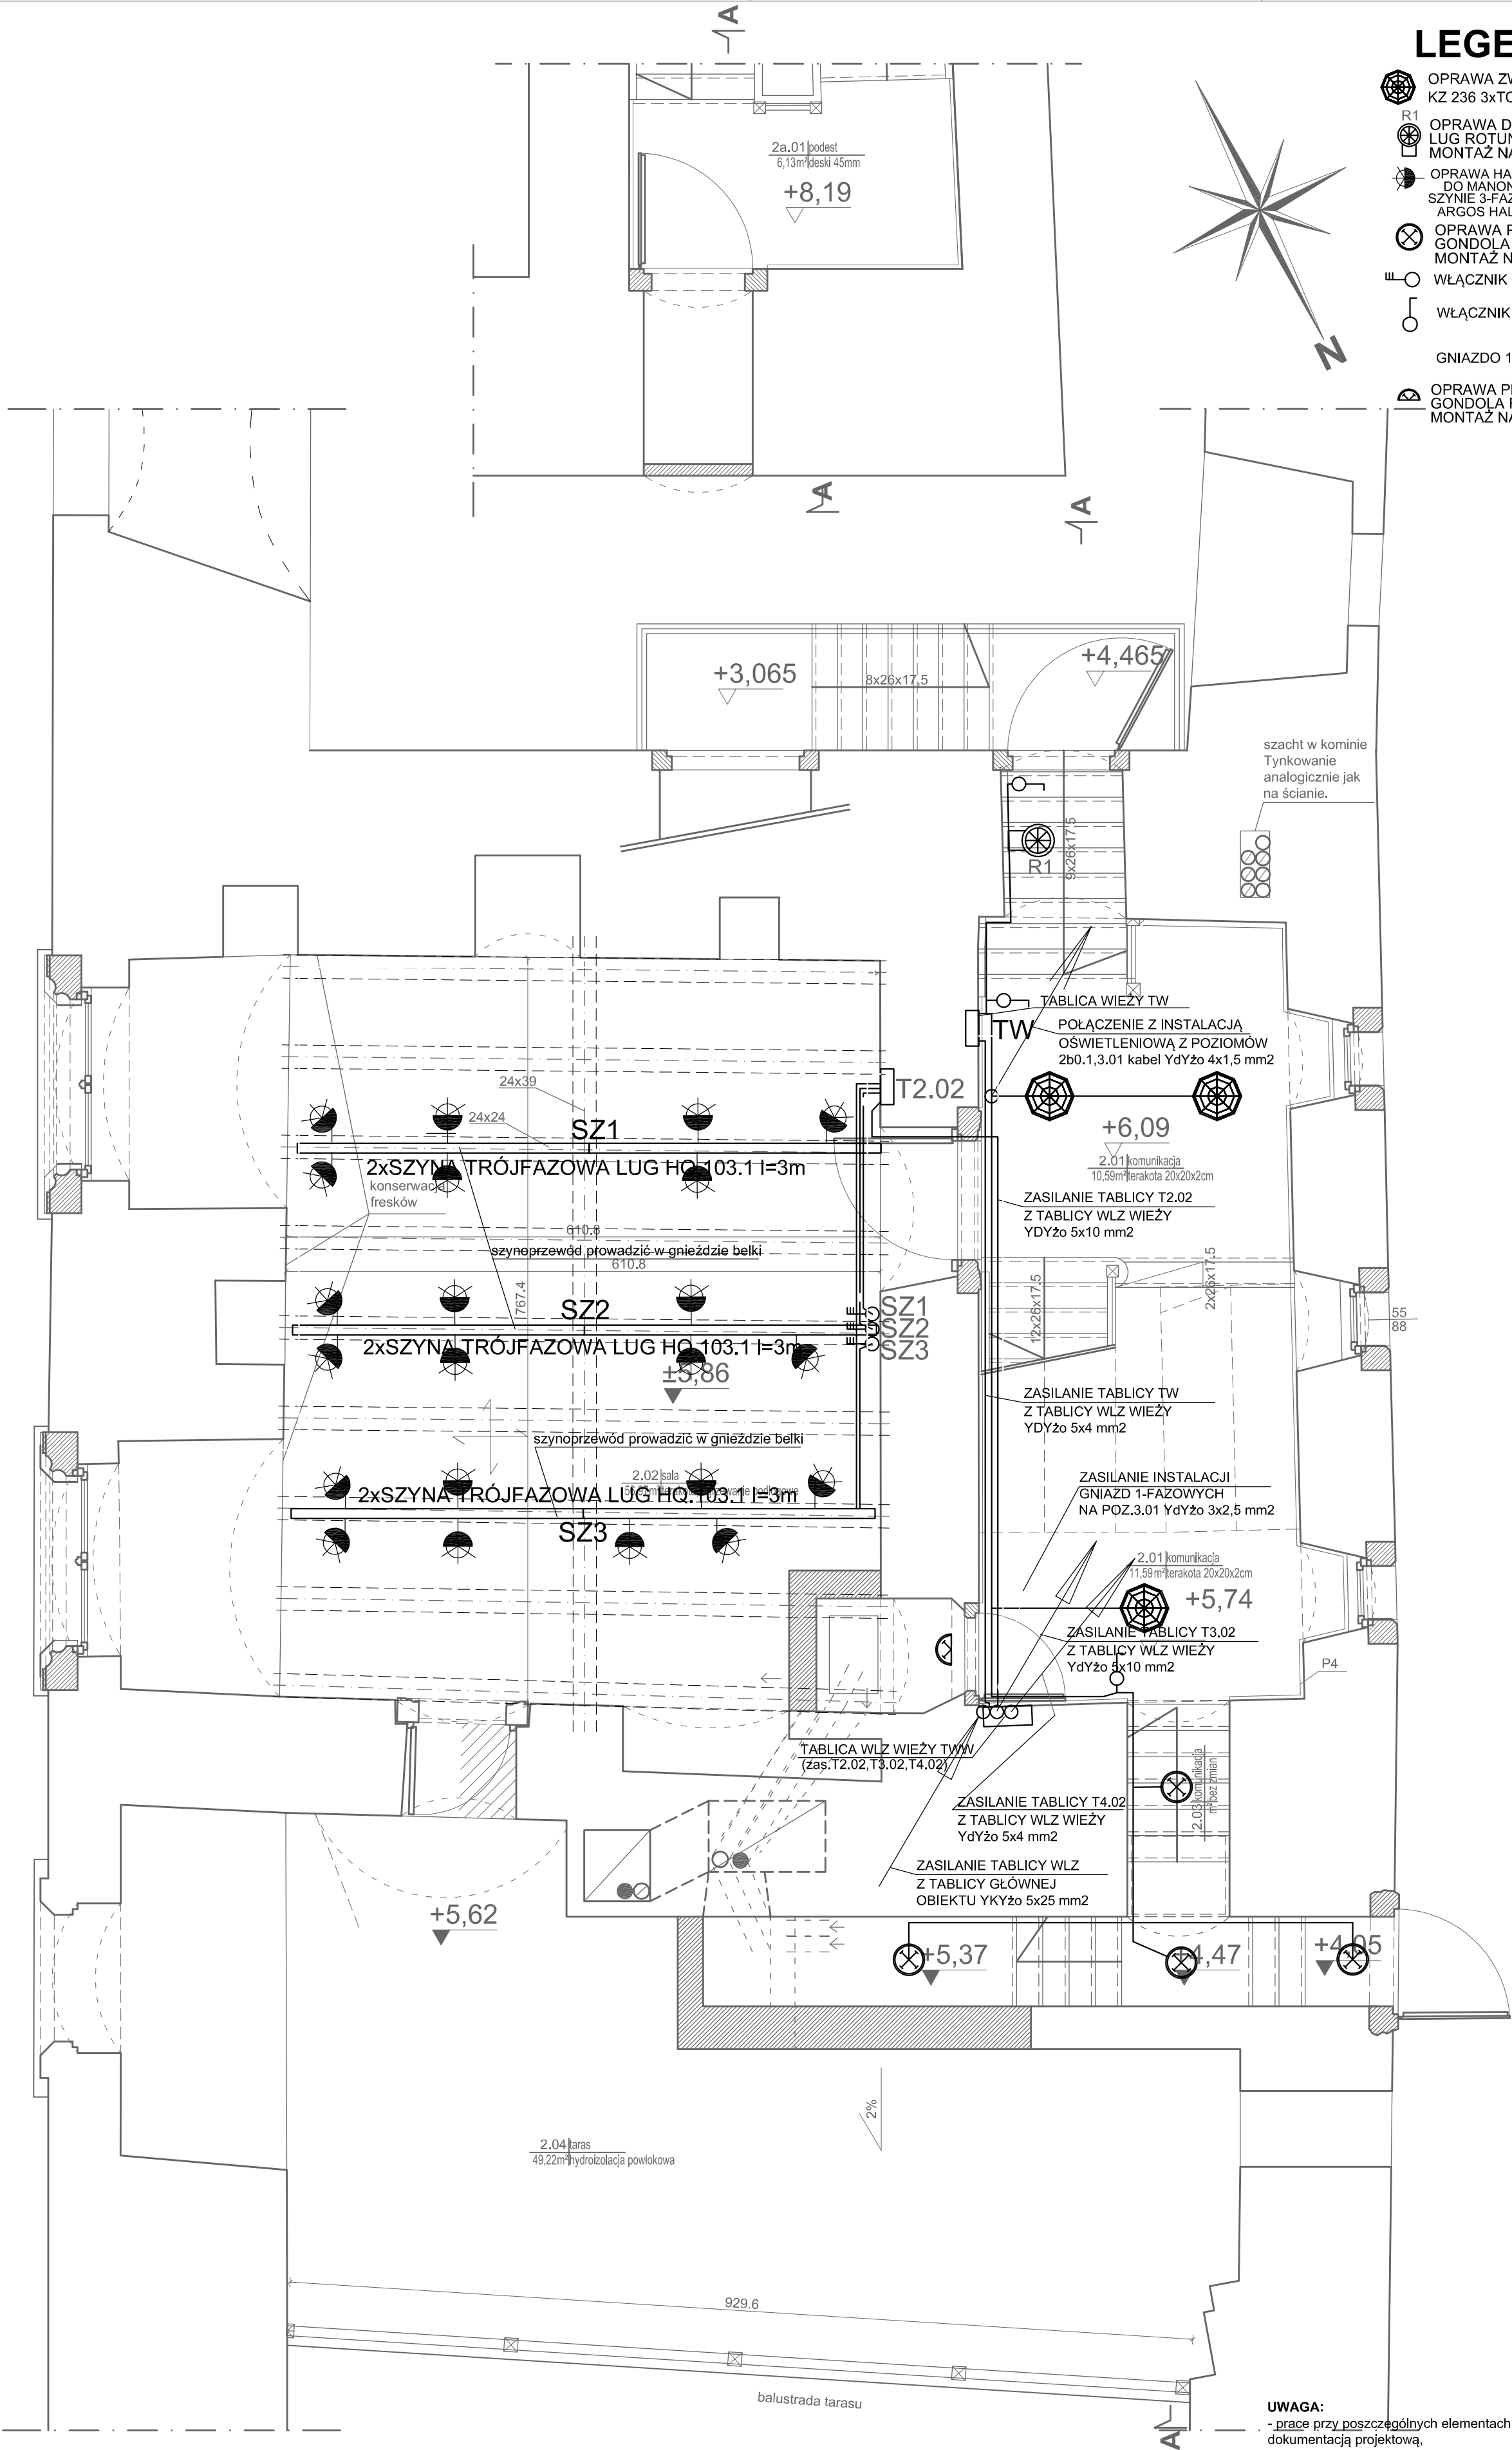 A
LEGE
OPRAWA ZW
KZ 236 3xTC
R1
OPRAWA D
LUG ROTUN
MONTAŻ NA
OPRAWA HA
DO MANON
SZYNIE 3-FAZ
ARGOS HAL
OPRAWA P
GONDOLA
MONTAŻ N
WŁĄCZNIK
WŁĄCZNIK
GNIAZDO 1
OPRAWA P
GONDOLA
MONTAŻ NA
N
2a.01 podest
6,13m² deski 45mm
+8,19
A
A
+3,065
8x26x17,5
+4,465
szacht w kominie
Tynkowanie
analogicznie jak
na ścianie.
R1
9x26x17,5
TABLICA WIEŻY TW
TW
POŁĄCZENIE Z INSTALACJĄ
OŚWIETLENIOWĄ Z POZIOMÓW
2b0.1,3.01 kabel YdYżo 4x1,5 mm2
T2.02
24x39
24x24
SZ1
2xSZYNA TRÓJFAZOWA LUG HQ.103.1 l=3m
konserwacja
fresków
+6,09
2.01 komunikacja
10,59m² terakota 20x20x2cm
ZASILANIE TABLICY T2.02
Z TABLICY WLZ WIEŻY
YDYżo 5x10 mm2
610.8
szynoprzewód prowadzić w gnieździe belki
610.8
767.4
12x26x17,5
2x26x17,5
SZ2
SZ1
SZ2
SZ3
55
88
2xSZYNA TRÓJFAZOWA LUG HQ.103.1 l=3m
±5,86
ZASILANIE TABLICY TW
Z TABLICY WLZ WIEŻY
YDYżo 5x4 mm2
szynoprzewód prowadzić w gnieździe belki
2.02 sala
2xSZYNA TRÓJFAZOWA LUG HQ.103.1 l=3m
SZ3
ZASILANIE INSTALACJI
GNIAZD 1-FAZOWYCH
NA POZ.3.01 YdYżo 3x2,5 mm2
2.01 komunikacja
11,59m² terakota 20x20x2cm
+5,74
ZASILANIE TABLICY T3.02
Z TABLICY WLZ WIEŻY
YdYżo 5x10 mm2
P4
TABLICA WLZ WIEŻY TWW
(zas.T2.02,T3.02,T4.02)
2.03 komunikacja
m² bez zmian
ZASILANIE TABLICY T4.02
Z TABLICY WLZ WIEŻY
YdYżo 5x4 mm2
ZASILANIE TABLICY WLZ
Z TABLICY GŁÓWNEJ
OBIEKTU YKYżo 5x25 mm2
+5,62
+5,37
+4,47
+4,05
2%
2.04 taras
49,22m² hydroizolacja powłokowa
929.6
balustrada tarasu
A
UWAGA:
- prace przy poszczególnych elementach
dokumentacją projektową,